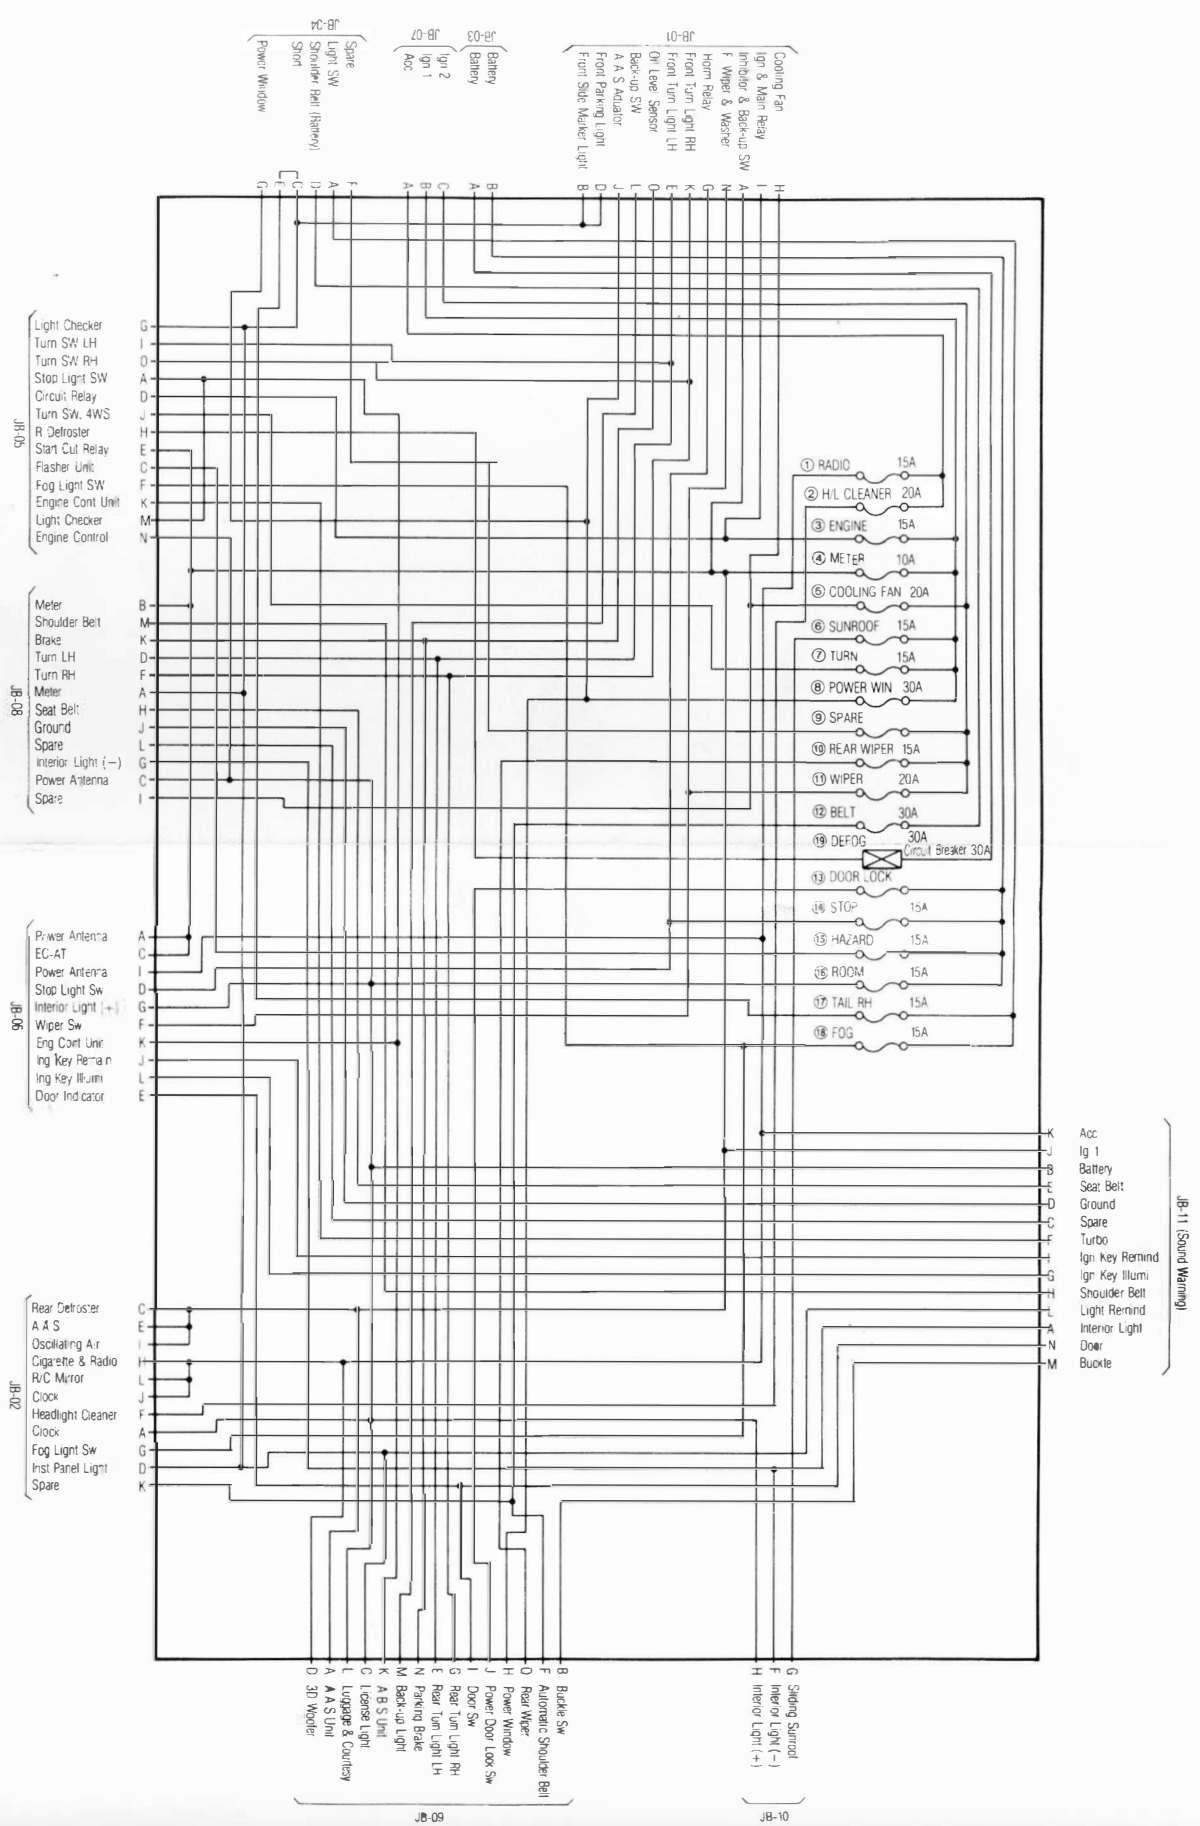 JB-04
Spare
Light SW
Shoulder Belt (Battery)
Short
Power Window
G
E
C
D
A
F
JB-07
Ign 2
Ign 1
Acc
A
B
C
JB-03
Battery
Battery
A
B
JB-01
Cooling Fan
Ign & Main Relay
Inhibitor & Back-up SW
F Wiper & Washer
Horm Relay
Front Turn Light RH
Front Turn Light LH
Oil Level Sensor
Back-up SW
A A S Actuator
Front Parking Light
Front Side Marker Light
B
D
J
L
O
E
K
G
N
A
I
H
JB-05
Light Checker G
Turn SW LH I
Turn SW RH O
Stop Light SW A
Circuit Relay D
Turn SW. 4WS J
R Defroster H
Start Cut Relay E
Flasher Unit C
Fog Light SW F
Engine Cont Unit K
Light Checker M
Engine Control N
JB-08
Meter B
Shoulder Belt M
Brake K
Turn LH D
Turn RH F
Meter A
Seat Belt H
Ground J
Spare L
Interior Light (−) G
Power Antenna C
Spare I
JB-06
Power Antenna A
EC-AT C
Power Antenna I
Stop Light Sw D
Interior Light (+) G
Wiper Sw F
Eng Cont Unit K
Ing Key Remain J
Ing Key Illumi L
Door Indicator E
JB-02
Rear Defroster C
A A S E
Oscillating Air I
Cigarette & Radio H
R/C Mirror L
Clock J
Headlight Cleaner F
Clock A
Fog Light Sw G
Inst Panel Light D
Spare K
① RADIO 15A
② H/L CLEANER 20A
③ ENGINE 15A
④ METER 10A
⑤ COOLING FAN 20A
⑥ SUNROOF 15A
⑦ TURN 15A
⑧ POWER WIN 30A
⑨ SPARE
⑩ REAR WIPER 15A
⑪ WIPER 20A
⑫ BELT 30A
⑲ DEFOG 30A
Circuit Breaker 30A
⑬ DOOR LOCK
⑭ STOP 15A
⑮ HAZARD 15A
⑯ ROOM 15A
⑰ TAIL RH 15A
⑱ FOG 15A
K Acc
J Ig 1
B Battery
E Seat Belt
D Ground
C Spare
F Turbo
I Ign Key Remind
G Ign Key Illumi
H Shoulder Belt
L Light Remind
A Interior Light
N Door
M Buckle
JB-11 (Sound Warning)
D 3D Woofer
A A A S Unit
L Luggage & Courtesy
C License Light
K A B S Unit
M Back-up Light
N Parking Brake
E Rear Turn Light LH
G Rear Turn Light RH
I Door Sw
J Power Door Lock Sw
H Power Window
O Rear Wiper
F Automatic Shoulder Belt
B Buckle Sw
JB-09
H Interior Light (+)
F Interior Light (−)
G Sliding Sunroof
JB-10